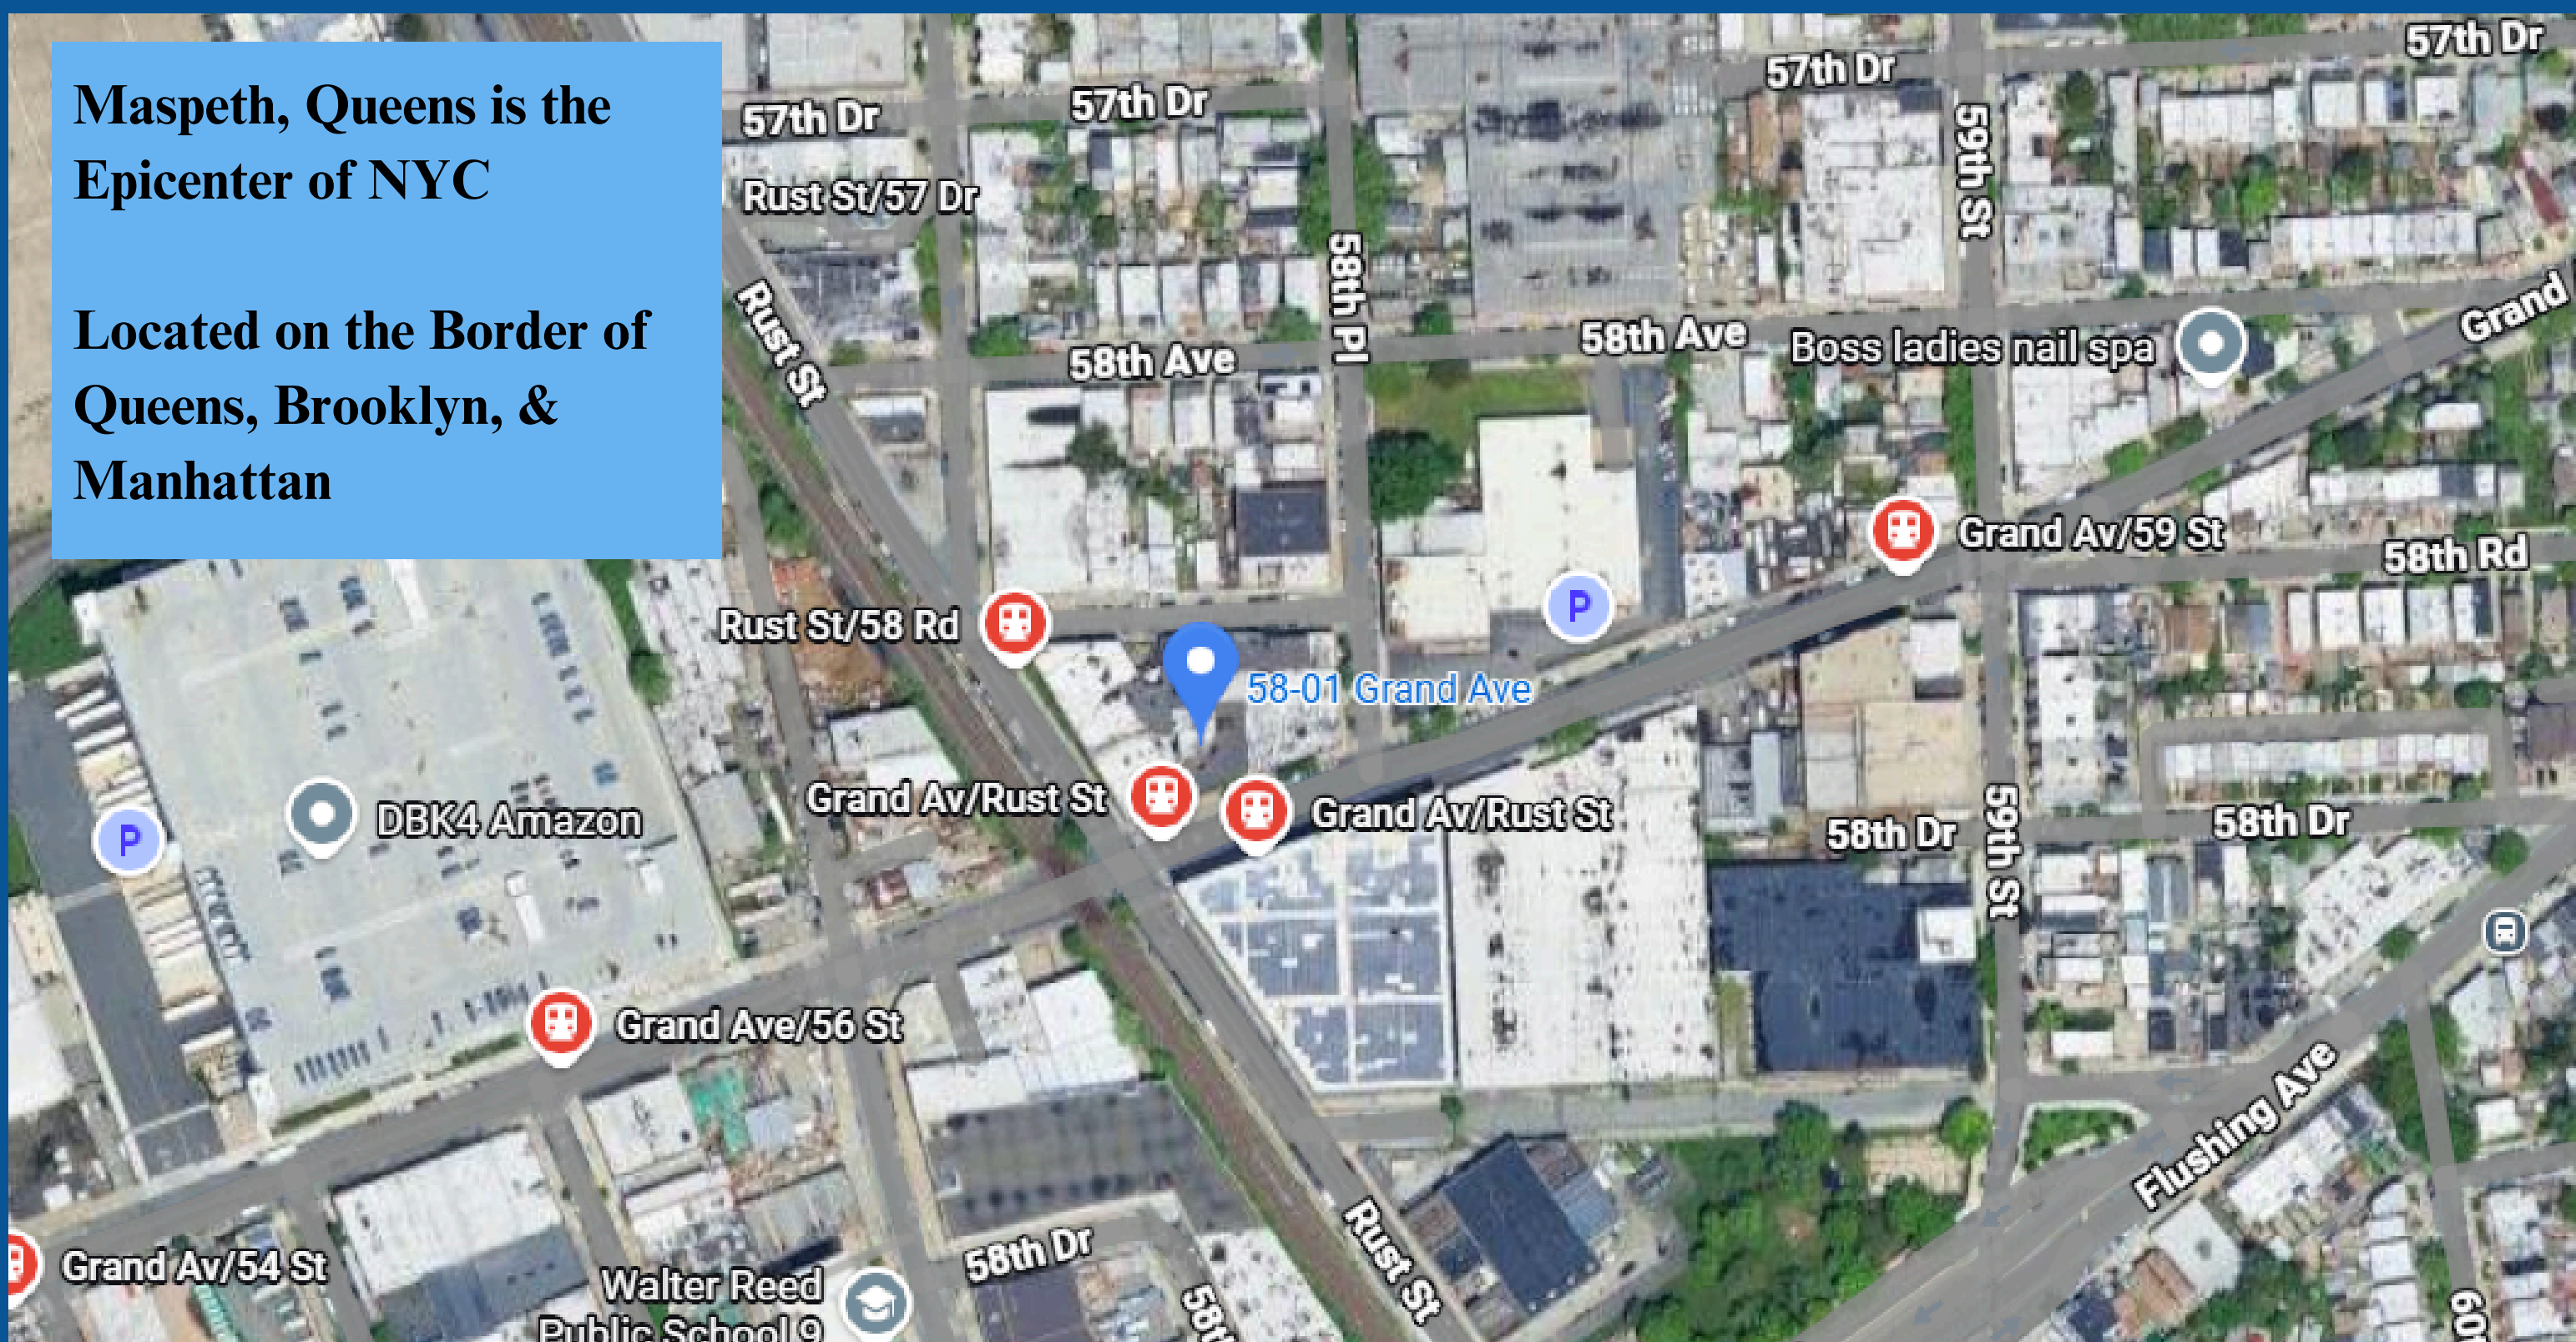 Maspeth, Queens is the
Epicenter of NYC
Located on the Border of
Queens, Brooklyn, &
Manhattan
57th Dr
57th Dr
57th Dr
57th Dr
Rust St/57 Dr
59th St
58th Pl
Rust St
Grand
58th Ave
58th Ave
Boss ladies nail spa
Grand Av/59 St
58th Rd
Rust St/58 Rd
P
58-01 Grand Ave
Grand Av/Rust St
Grand Av/Rust St
DBK4 Amazon
P
58th Dr
58th Dr
59th St
Grand Ave/56 St
Flushing Ave
Rust St
58th Dr
Grand Av/54 St
Walter Reed
Public School 9
58t
60